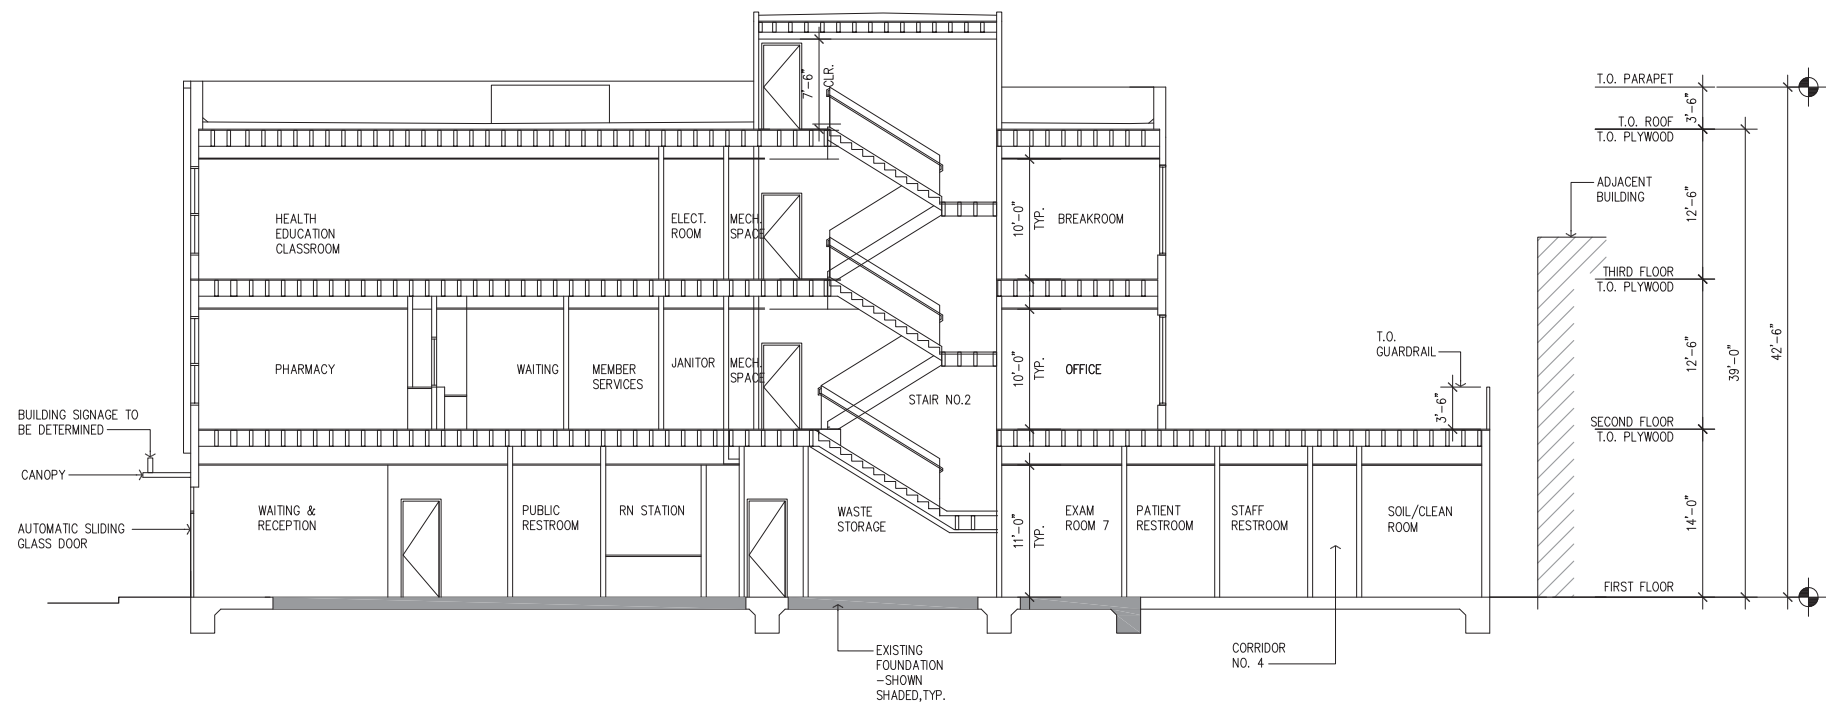 7'-6"
CLR.
T.O. PARAPET
3'-6"
T.O. ROOF
T.O. PLYWOOD
ADJACENT
BUILDING
HEALTH
EDUCATION
CLASSROOM
ELECT.
ROOM
MECH.
SPACE
10'-0"
TYP.
BREAKROOM
12'-6"
THIRD FLOOR
T.O. PLYWOOD
T.O.
GUARDRAIL
PHARMACY
WAITING
MEMBER
SERVICES
JANITOR
MECH.
SPACE
STAIR NO.2
10'-0"
TYP.
OFFICE
3'-6"
12'-6"
39'-0"
42'-6"
SECOND FLOOR
T.O. PLYWOOD
BUILDING SIGNAGE TO
BE DETERMINED
CANOPY
AUTOMATIC SLIDING
GLASS DOOR
WAITING &
RECEPTION
PUBLIC
RESTROOM
RN STATION
WASTE
STORAGE
11'-0"
TYP.
EXAM
ROOM 7
PATIENT
RESTROOM
STAFF
RESTROOM
SOIL/CLEAN
ROOM
14'-0"
FIRST FLOOR
EXISTING
FOUNDATION
-SHOWN
SHADED,TYP.
CORRIDOR
NO. 4